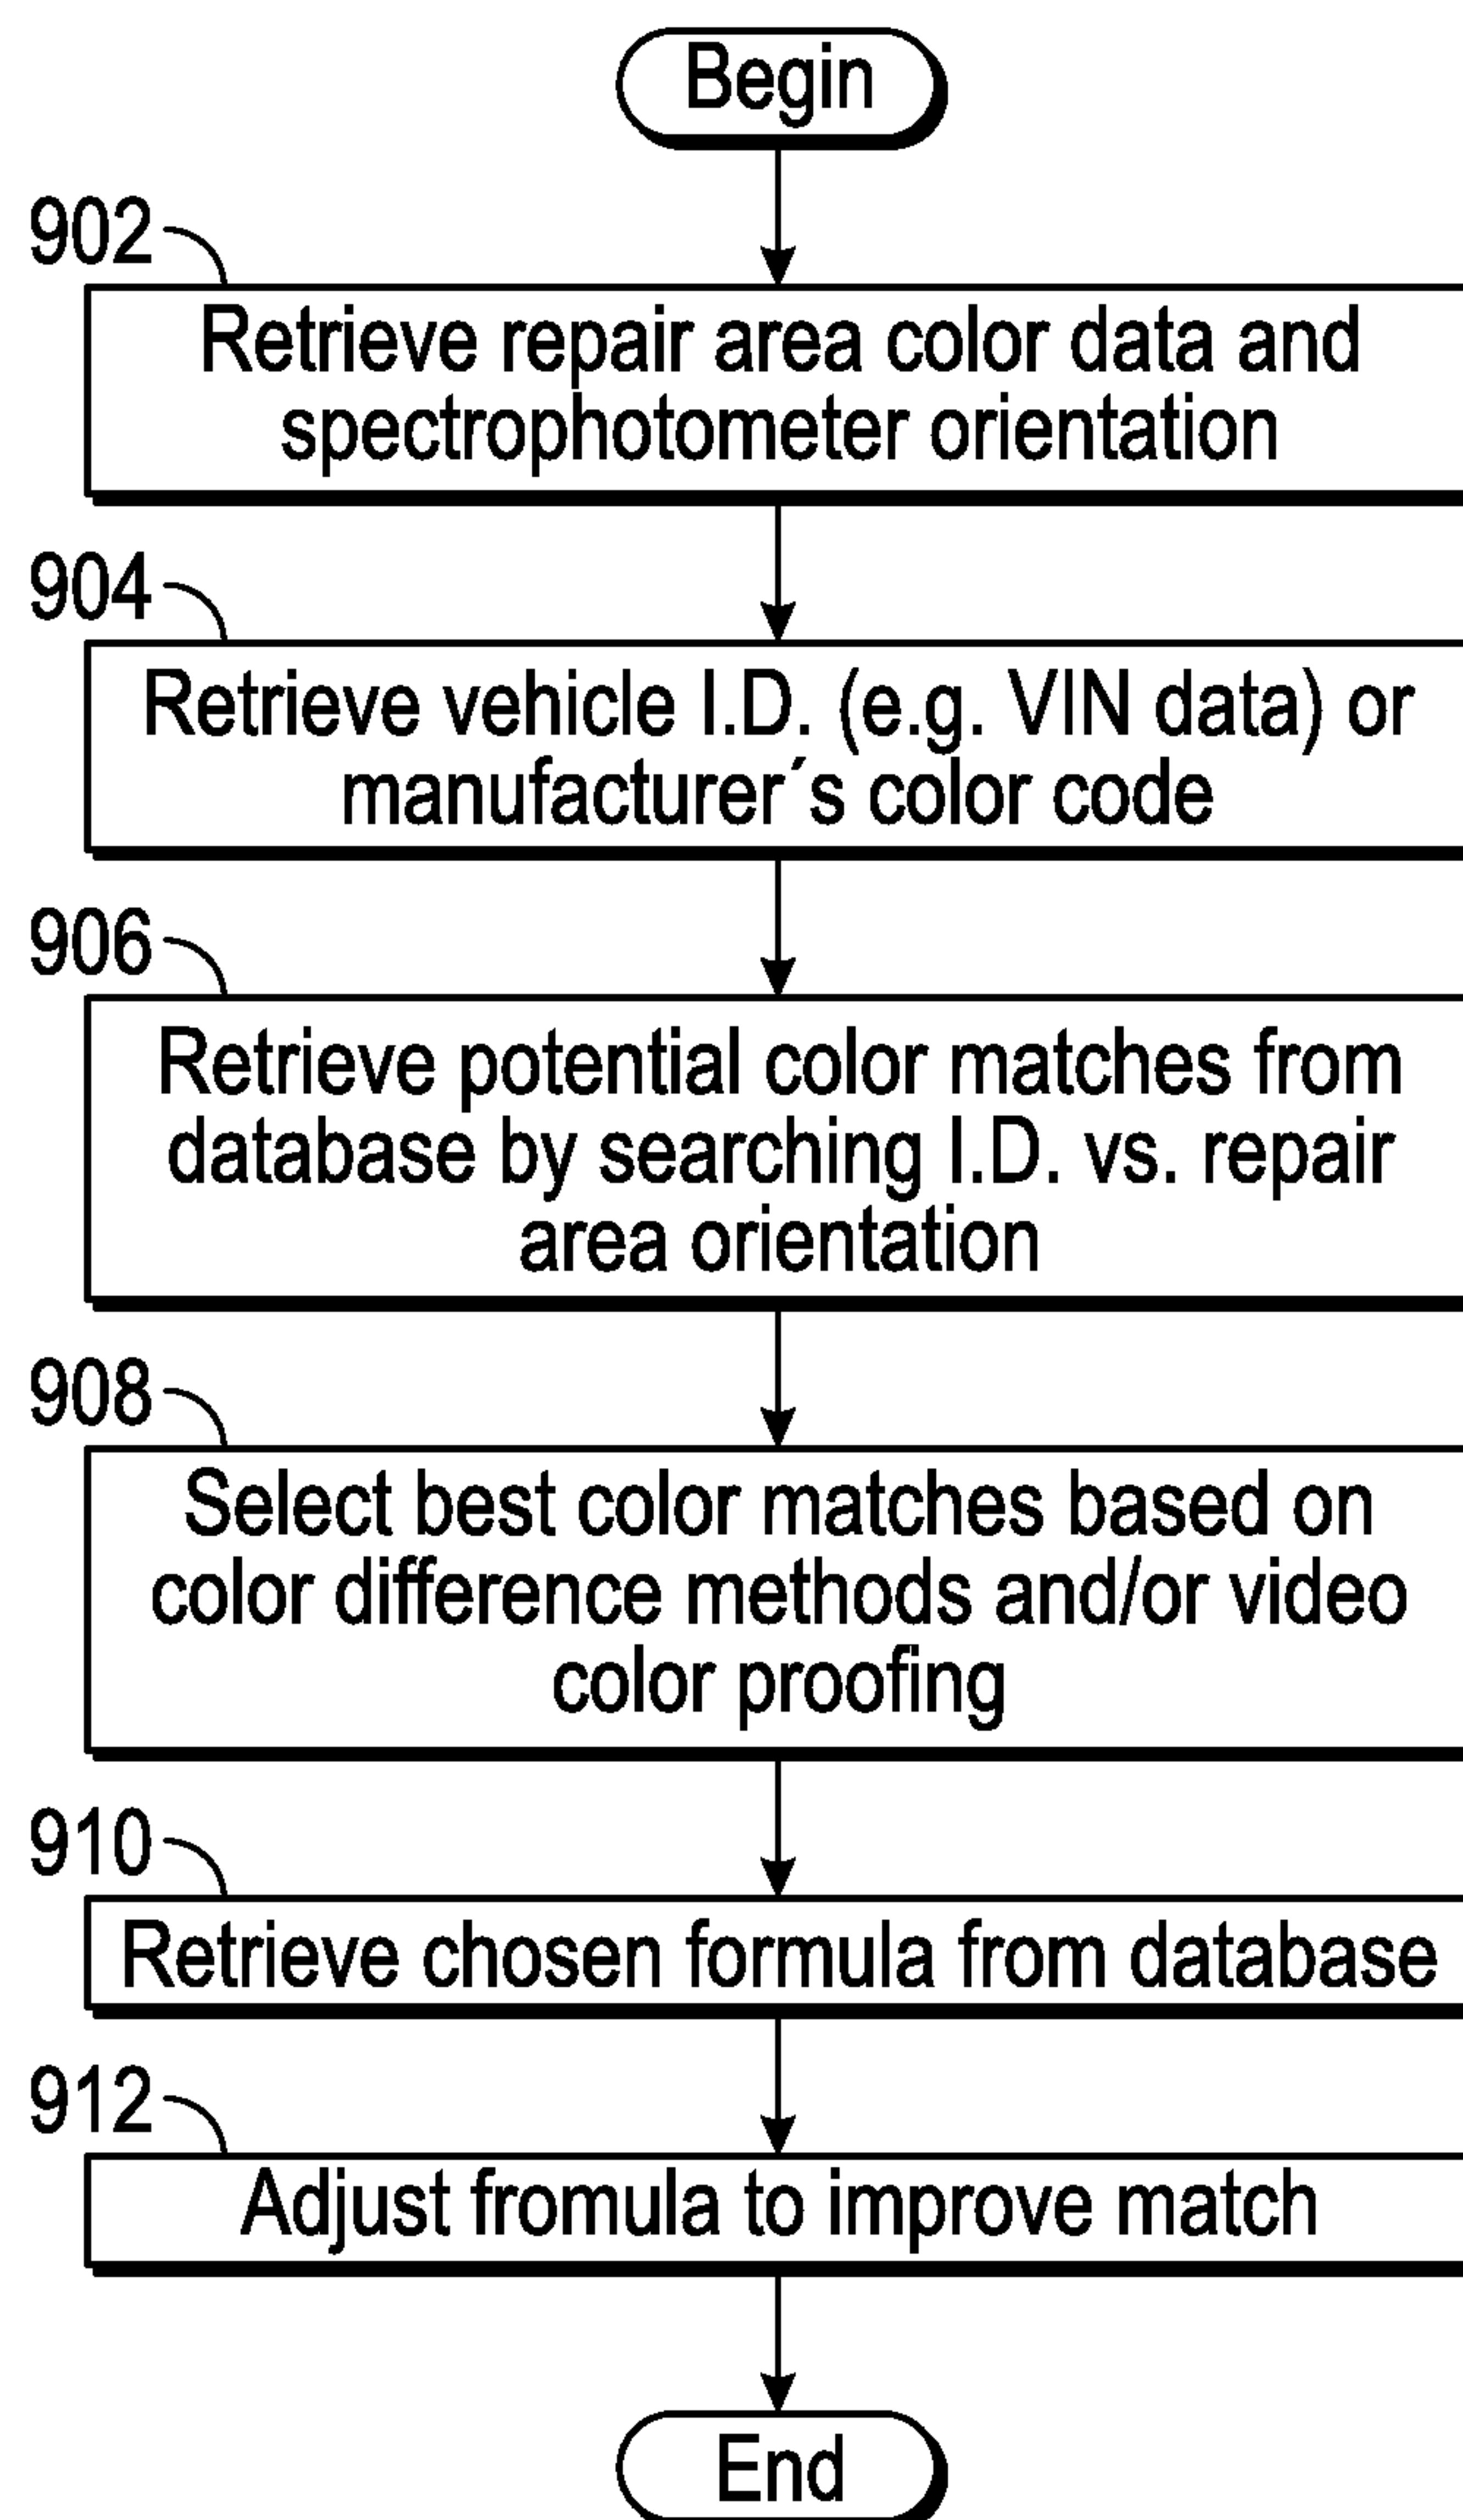 Begin
902
Retrieve repair area color data and
spectrophotometer orientation
904
Retrieve vehicle I.D. (e.g. VIN data) or
manufacturer´s color code
906
Retrieve potential color matches from
database by searching I.D. vs. repair
area orientation
908
Select best color matches based on
color difference methods and/or video
color proofing
910
Retrieve chosen formula from database
912
Adjust fromula to improve match
End